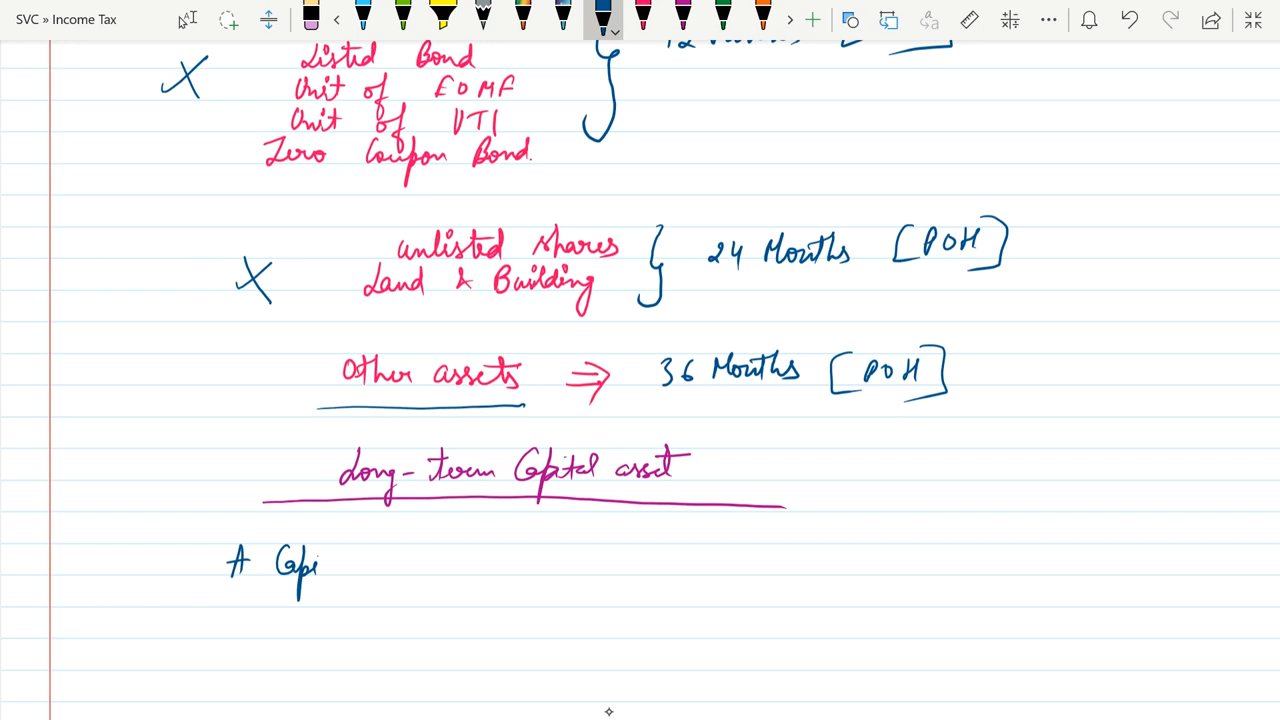 SVC » Income Tax
Listed Bond
Unit of EOMF
Unit of UTI
Zero Coupon Bond.
unlisted shares
Land & Building
24 Months [POH]
Other assets ⇒ 36 Months [POH]
Long-term Capital asset
A Capi